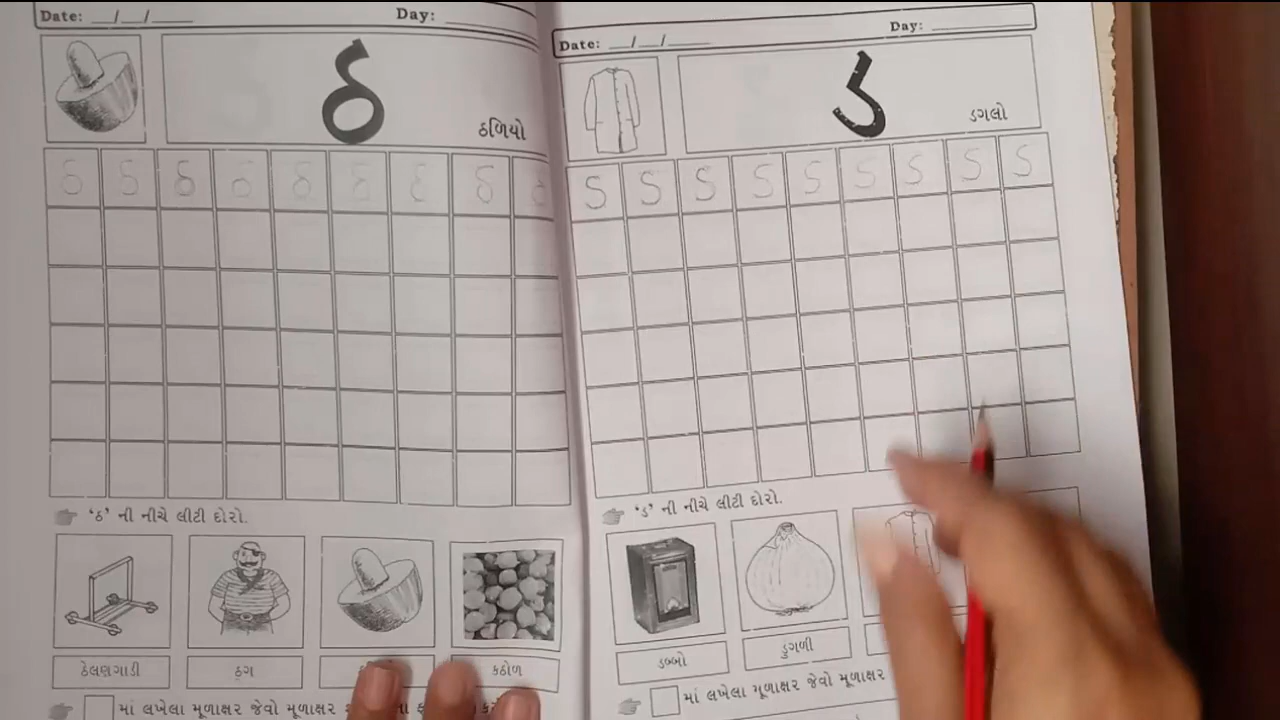 Date: __/__/____ Day: ________
ઠ
ઠળિયો
ઠ ઠ ઠ ઠ ઠ ઠ ઠ ઠ
'ઠ' ની નીચે લીટી દોરો.
ઠેલણગાડી ઠગ કઠોળ
માં લખેલા મૂળાક્ષર જેવો મૂળાક્ષર
Date: __/__/____ Day: ________
ડ
ડગલો
ડ ડ ડ ડ ડ ડ ડ ડ ડ
'ડ' ની નીચે લીટી દોરો.
ડબ્બો ડુંગળી
માં લખેલા મૂળાક્ષર જેવો મૂળાક્ષર